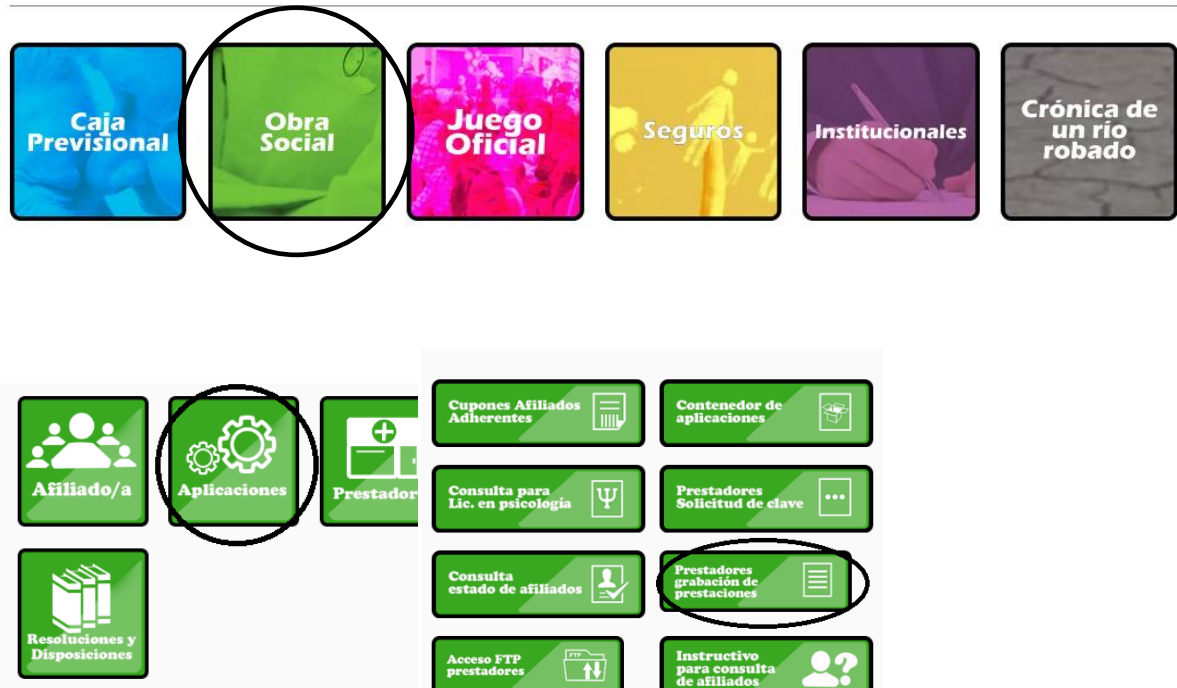 Caja
Previsional
Obra
Social
Juego
Oficial
Seguros
Institucionales
Crónica de
un río
robado
Afiliado/a
Aplicaciones
Prestador
Resoluciones y
Disposiciones
Cupones Afiliados
Adherentes
Contenedor de
aplicaciones
Consulta para
Lic. en psicología
Ψ
Prestadores
Solicitud de clave
Consulta
estado de afiliados
Prestadores
grabación de
prestaciones
Acceso FTP
prestadores
FTP
Instructivo
para consulta
de afiliados
?